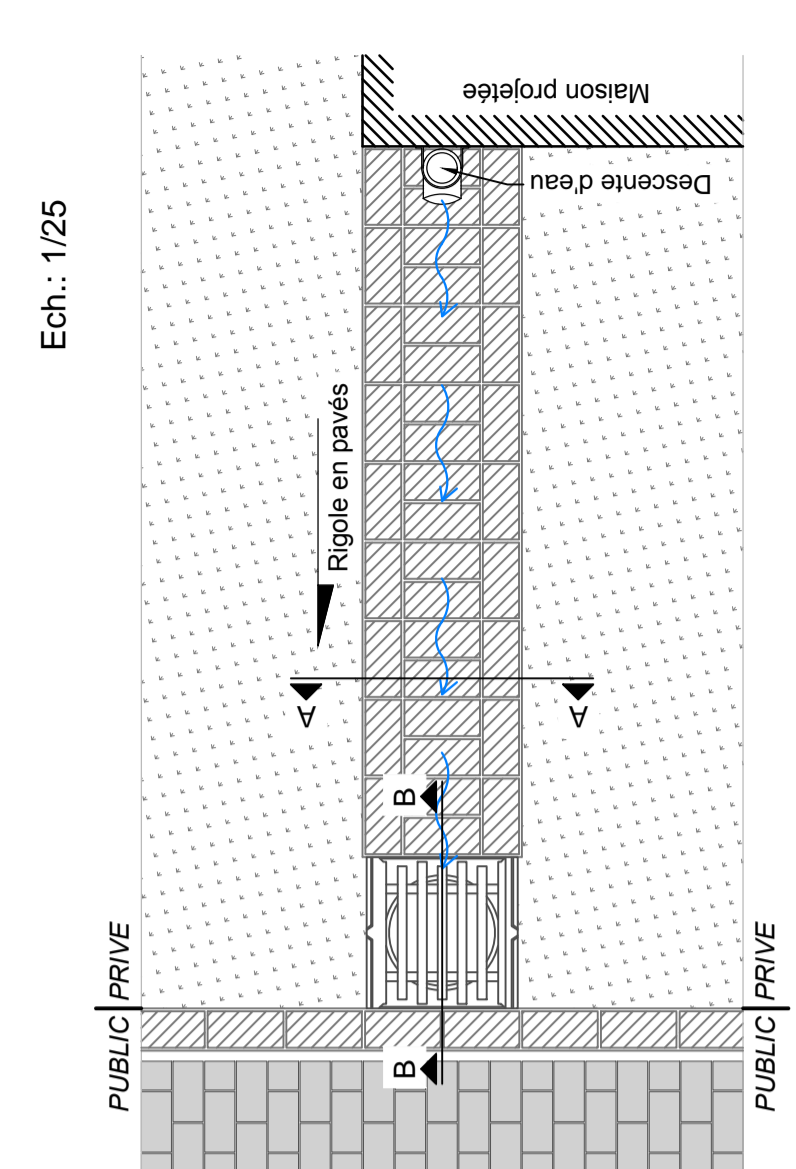 Ech.: 1/25
Maison projetée
Descente d'eau
Rigole en pavés
A
A
B
PRIVE
PRIVE
PUBLIC
PUBLIC
B